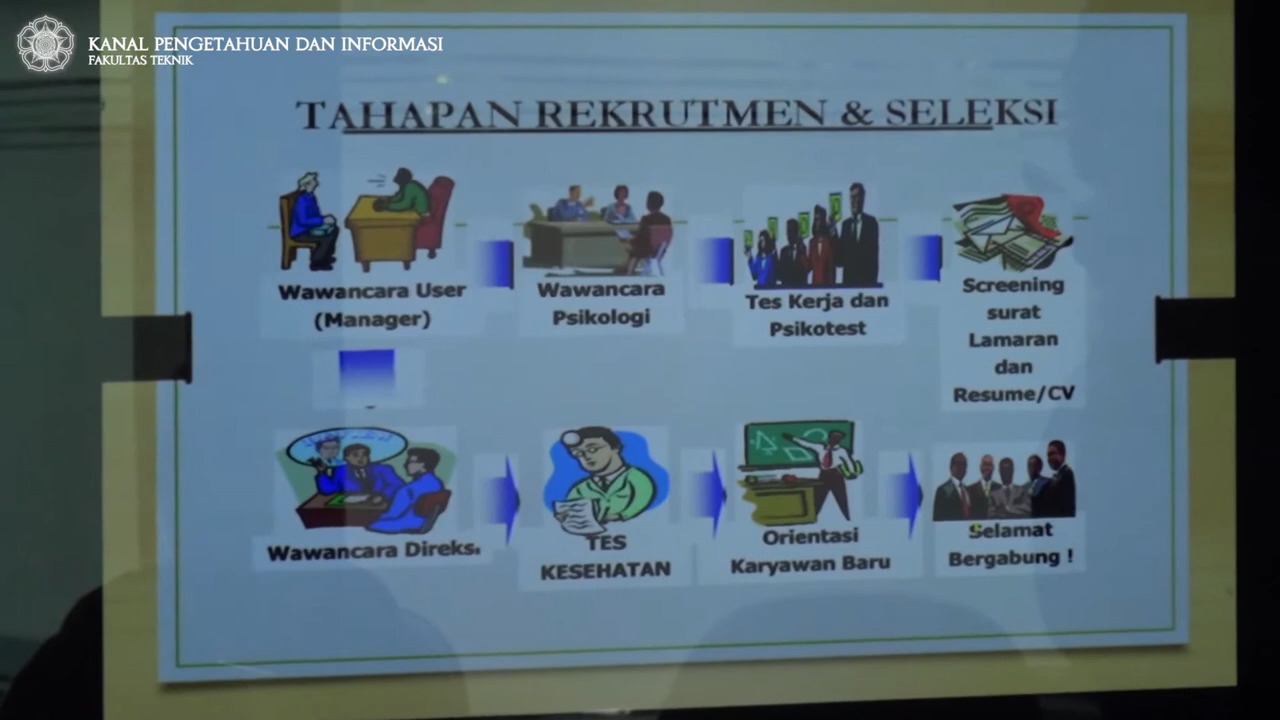 KANAL PENGETAHUAN DAN INFORMASI
FAKULTAS TEKNIK
TAHAPAN REKRUTMEN & SELEKSI
Wawancara User
(Manager)
Wawancara
Psikologi
Tes Kerja dan
Psikotest
Screening
surat
Lamaran
dan
Resume/CV
Wawancara Direksi
TES
KESEHATAN
Orientasi
Karyawan Baru
Selamat
Bergabung !